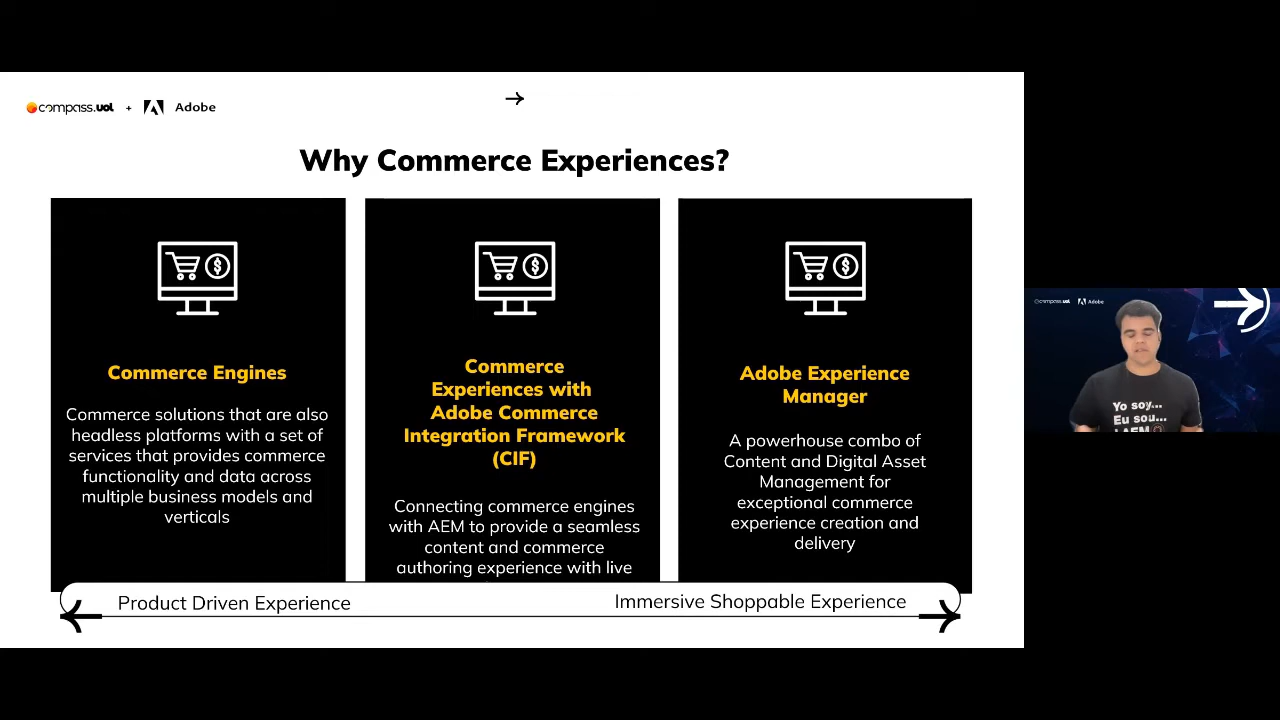 compass.uol + Adobe
Why Commerce Experiences?
Commerce Engines
Commerce solutions that are also
headless platforms with a set of
services that provides commerce
functionality and data across
multiple business models and
verticals
Commerce
Experiences with
Adobe Commerce
Integration Framework
(CIF)
Connecting commerce engines
with AEM to provide a seamless
content and commerce
authoring experience with live
Adobe Experience
Manager
A powerhouse combo of
Content and Digital Asset
Management for
exceptional commerce
experience creation and
delivery
Product Driven Experience
Immersive Shoppable Experience
compass.uol Adobe
Yo soy...
Eu sou...